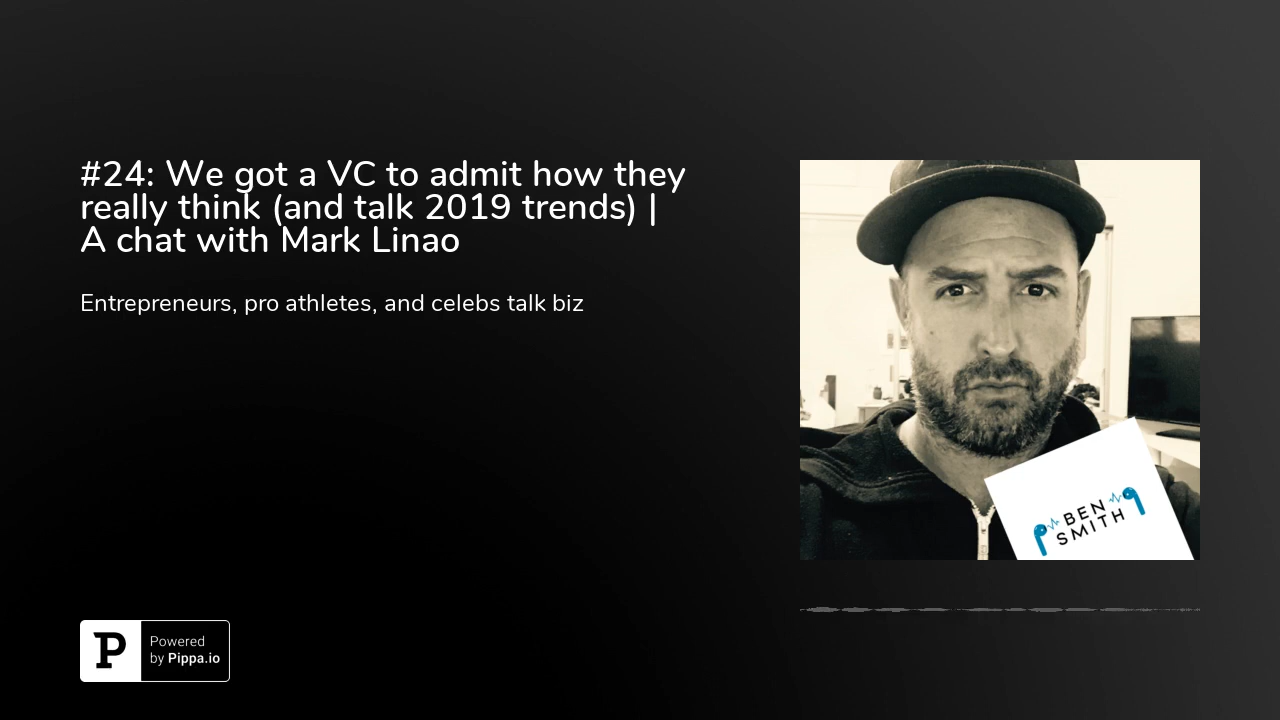 #24: We got a VC to admit how they
really think (and talk 2019 trends) |
A chat with Mark Linao
Entrepreneurs, pro athletes, and celebs talk biz
BEN
SMITH
P
Powered
by Pippa.io